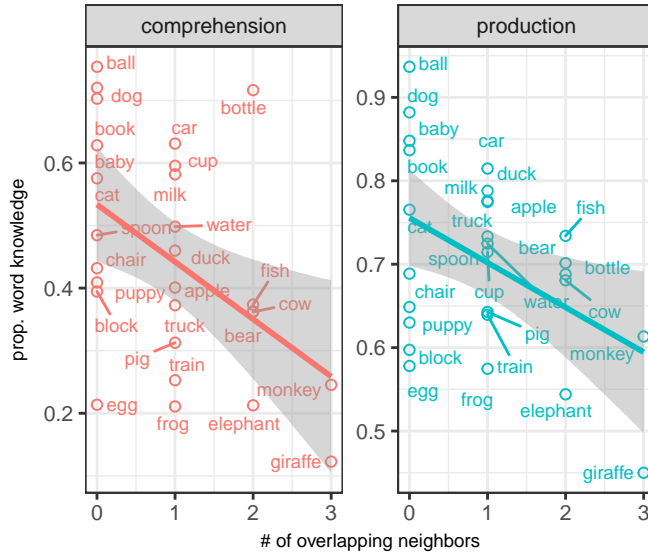 comprehension
production
ball
dog
book
baby
cat
spoon
chair
puppy
block
egg
car
cup
milk
water
duck
apple
truck
pig
train
frog
bottle
fish
cow
bear
elephant
monkey
giraffe
ball
dog
baby
book
cat
chair
puppy
block
egg
car
duck
milk
truck
spoon
cup
water
pig
train
frog
apple
fish
bear
bottle
cow
elephant
monkey
giraffe
0.6
0.4
0.2
0.9
0.8
0.7
0.6
0.5
0 1 2 3
0 1 2 3
prop. word knowledge
# of overlapping neighbors